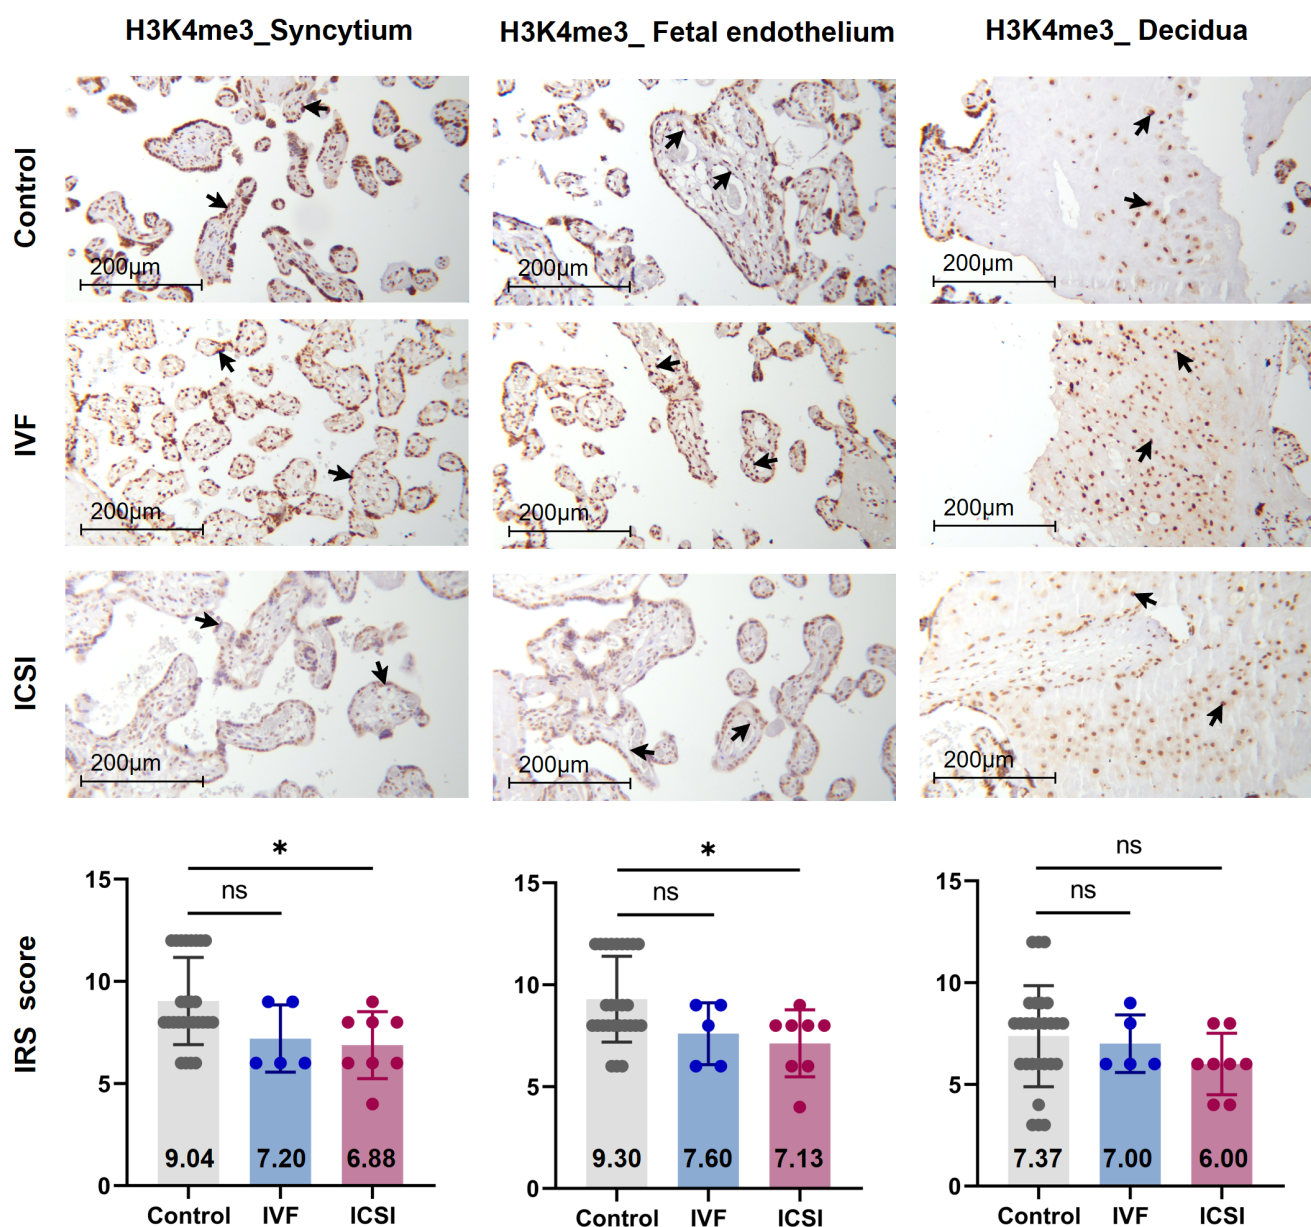 H3K4me3_Syncytium
H3K4me3_ Fetal endothelium
H3K4me3_ Decidua
Control
200µm
200µm
200µm
IVF
200µm
200µm
200µm
ICSI
200µm
200µm
200µm
IRS score
*
ns
15
10
5
0
9.04
7.20
6.88
Control
IVF
ICSI
*
ns
15
10
5
0
9.30
7.60
7.13
Control
IVF
ICSI
ns
ns
15
10
5
0
7.37
7.00
6.00
Control
IVF
ICSI